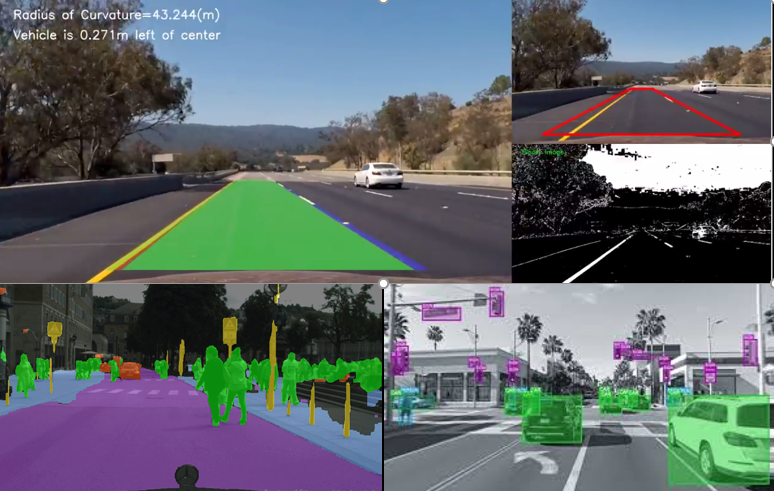 Radius of Curvature=43.244(m)
Vehicle is 0.271m left of center